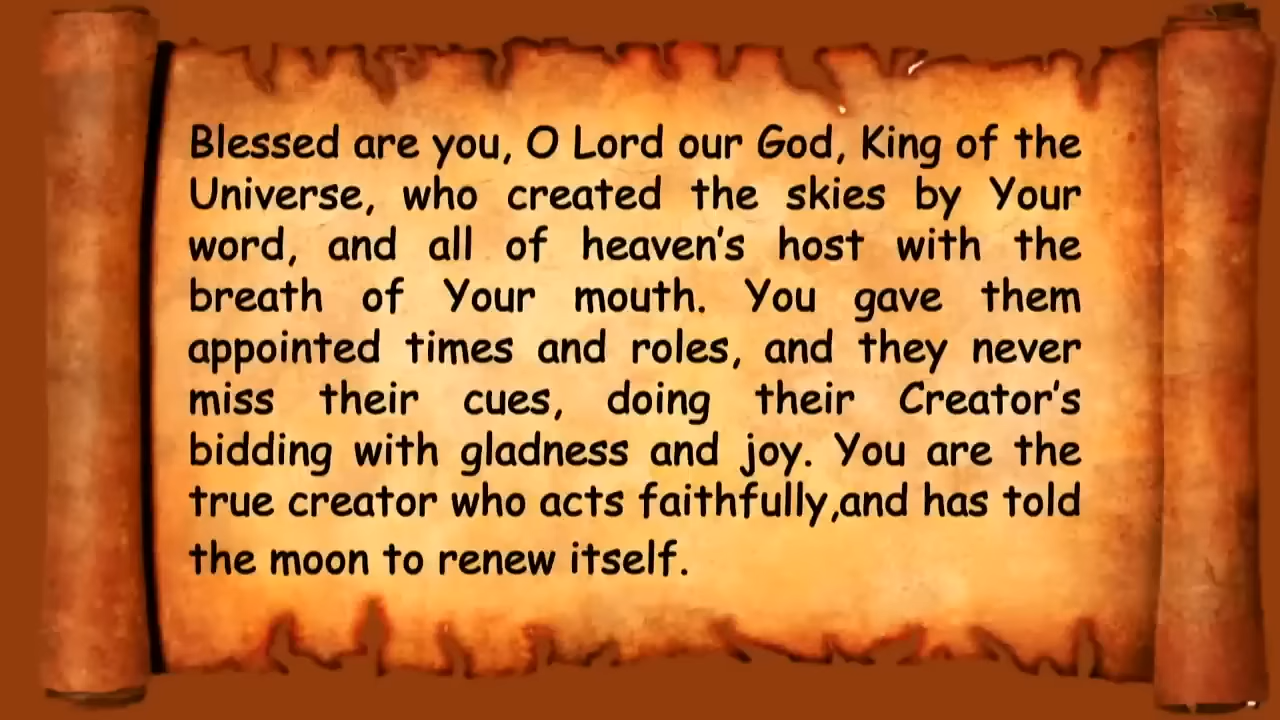 Blessed are you, O Lord our God, King of the
Universe, who created the skies by Your
word, and all of heaven's host with the
breath of Your mouth. You gave them
appointed times and roles, and they never
miss their cues, doing their Creator's
bidding with gladness and joy. You are the
true creator who acts faithfully,and has told
the moon to renew itself.